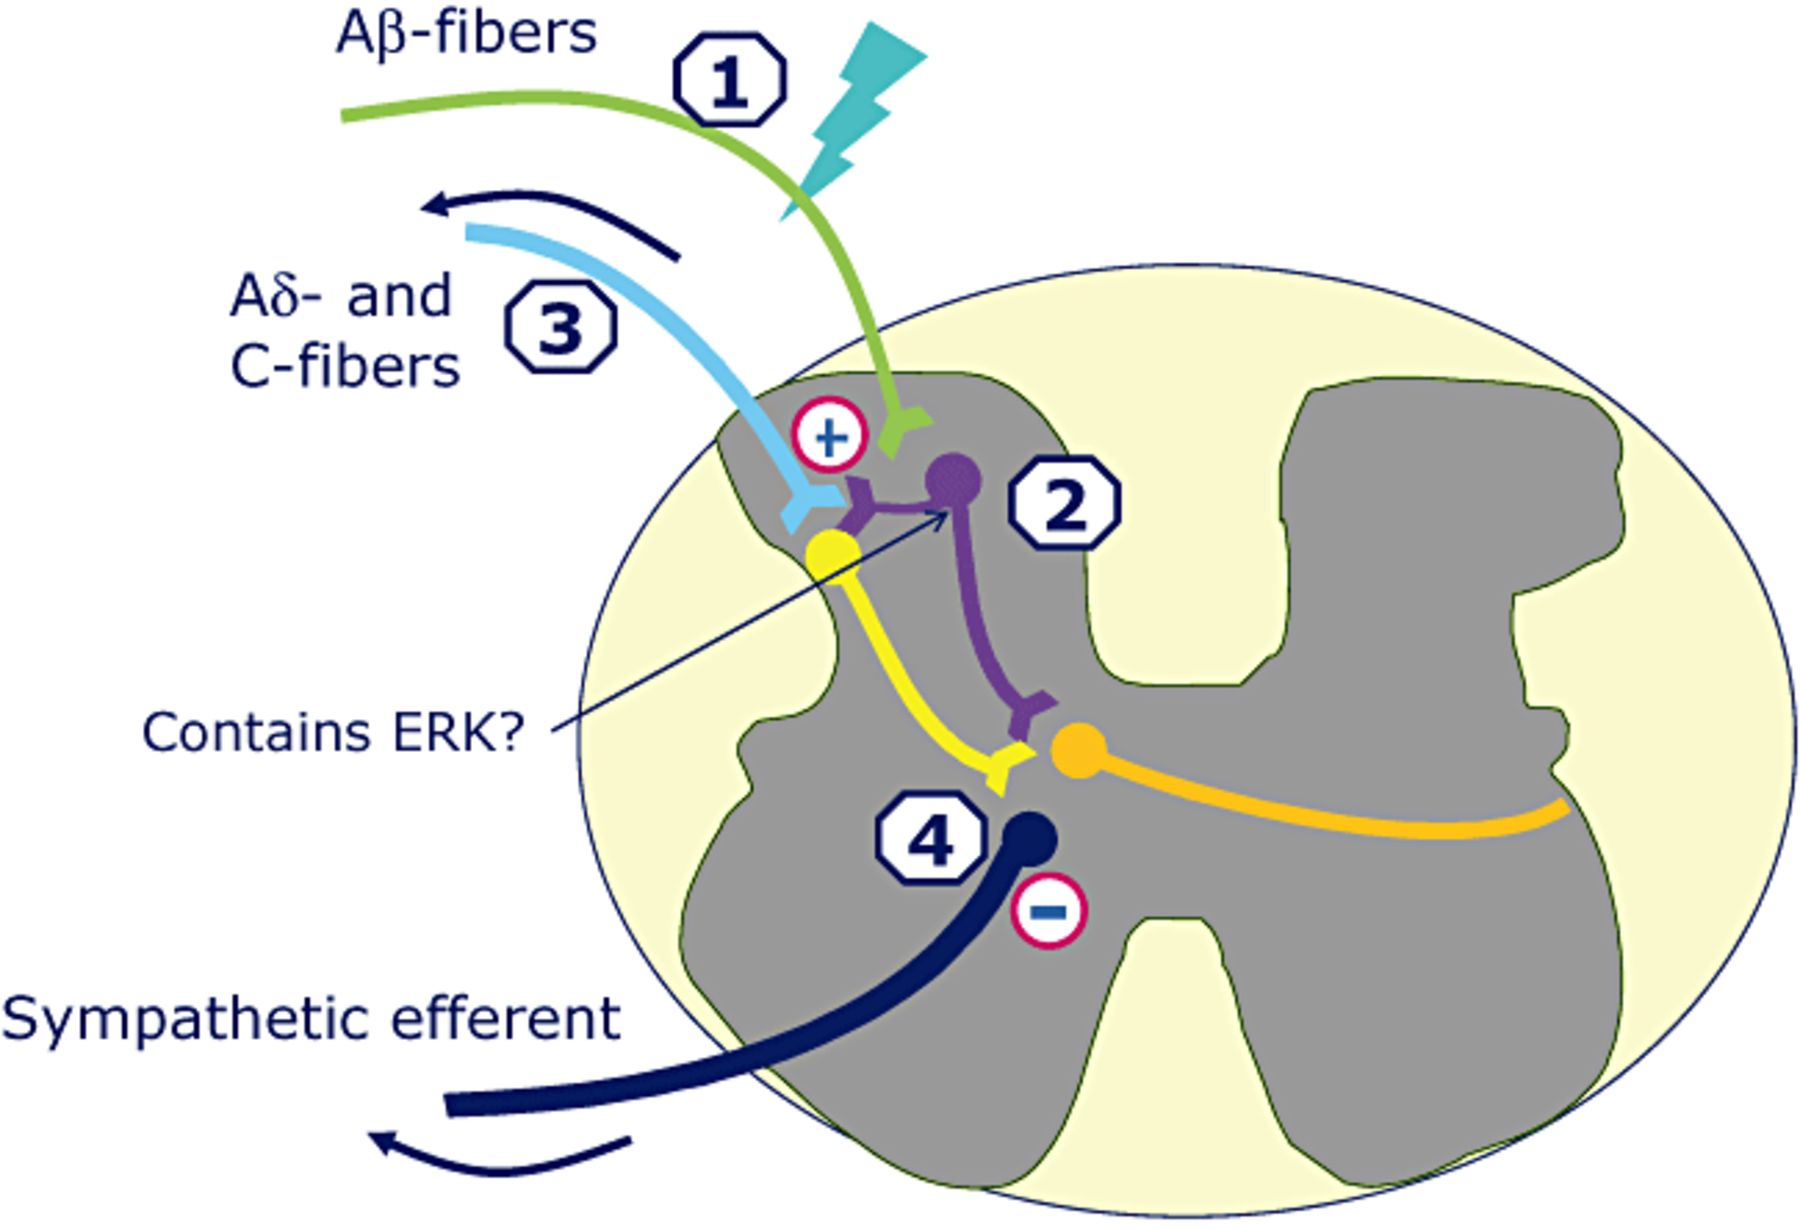 Aβ-fibers
1
Aδ- and
C-fibers
3
+
2
Contains ERK?
4
−
Sympathetic efferent